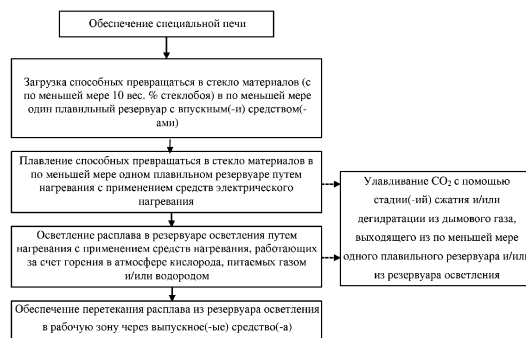 Обеспечение специальной печи
Загрузка способных превращаться в стекло материалов (с
по меньшей мере 10 вес. % стеклобоя) в по меньшей мере
один плавильный резервуар с впускным(-и) средством(-
ами)
Плавление способных превращаться в стекло материалов в
по меньшей мере одном плавильном резервуаре путем
нагревания с применением средств электрического
нагревания
Осветление расплава в резервуаре осветления путем
нагревания с применением средств нагревания, работающих
за счет горения в атмосфере кислорода, питаемых газом
и/или водородом
Обеспечение перетекания расплава из резервуара осветления
в рабочую зону через выпускное(-ые) средство(-а)
Улавливание CO₂ с помощью
стадии(-ий) сжатия и/или
дегидратации из дымового газа,
выходящего из по меньшей мере
одного плавильного резервуара и/или
из резервуара осветления